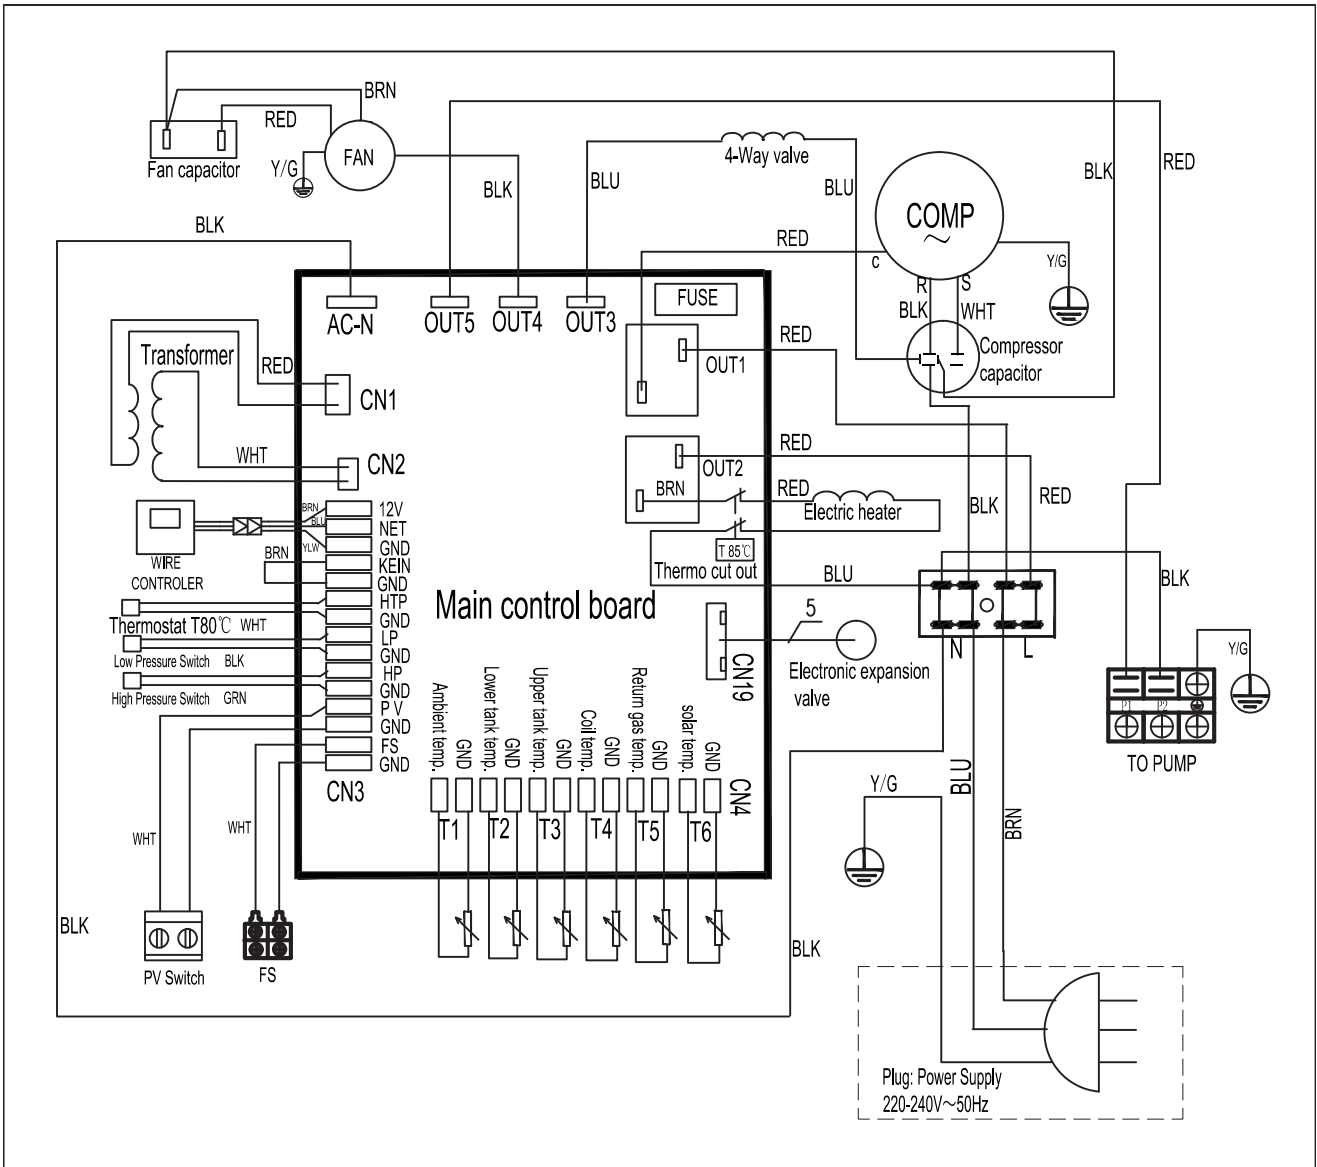 BRN
RED
FAN
Fan capacitor
Y/G
BLK
BLK
BLU
4-Way valve
BLU
COMP
~
C
R
S
RED
BLK
WHT
Y/G
BLK
RED
AC-N
OUT5
OUT4
OUT3
FUSE
Transformer
RED
CN1
OUT1
RED
Compressor
capacitor
WHT
CN2
OUT2
RED
BRN
RED
Electric heater
BLK
RED
T 85℃
Thermo cut out
BLU
BLK
WIRE
CONTROLER
BRN
BLU
YLW
BRN
12V
NET
GND
KEIN
GND
HTP
GND
LP
GND
HP
GND
P V
GND
FS
GND
CN3
Thermostat T80℃ WHT
Low Pressure Switch BLK
High Pressure Switch GRN
Main control board
5
CN19
Electronic expansion
valve
N
L
Y/G
P1
P2
TO PUMP
Ambient temp.
GND
Lower tank temp.
GND
Upper tank temp.
GND
Coil temp.
GND
Return gas temp.
GND
solar temp.
GND
CN4
T1
T2
T3
T4
T5
T6
WHT
WHT
BLK
PV Switch
FS
BLK
Y/G
BLU
BRN
Plug: Power Supply
220-240V～50Hz